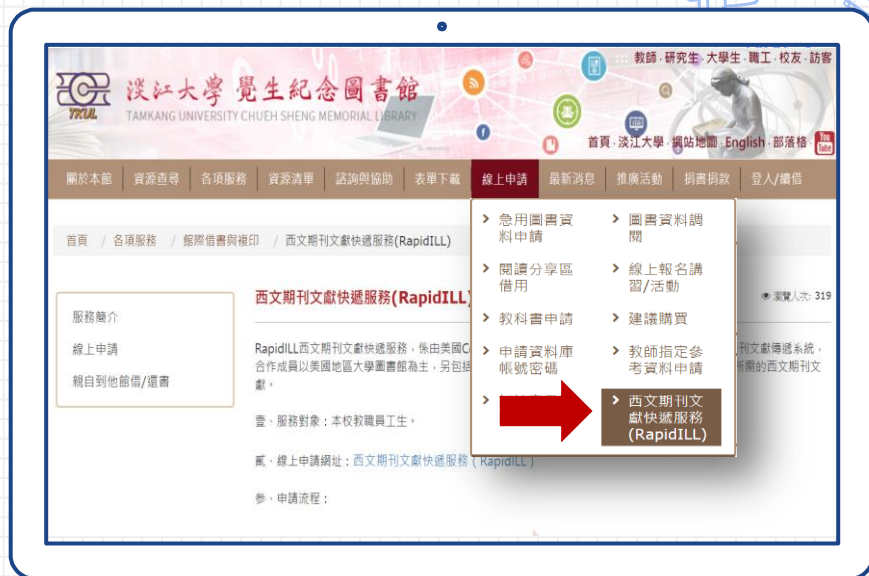 教師·研究生·大學生·職工·校友·訪客
TKUL
淡江大學 覺生紀念圖書館
TAMKANG UNIVERSITY CHUEH SHENG MEMORIAL LIBRARY
首頁·淡江大學·網站地圖·English·部落格·You Tube
關於本館 資源查尋 各項服務 資源清單 諮詢與協助 表單下載 線上申請 最新消息 推廣活動 捐書捐款 登入/續借
首頁 / 各項服務 / 館際借書與複印 / 西文期刊文獻快遞服務(RapidILL)
急用圖書資
料申請
圖書資料調
閱
閱讀分享區
借用
線上報名講
習/活動
教科書申請
建議購買
申請資料庫
帳號密碼
教師指定參
考資料申請
西文期刊文
獻快遞服務
(RapidILL)
服務簡介
線上申請
親自到他館借/還書
西文期刊文獻快遞服務(RapidILL)
瀏覽人次: 319
RapidILL西文期刊文獻快遞服務，係由美國C 刊文獻傳遞系統，
合作成員以美國地區大學圖書館為主，另包括 所需的西文期刊文
獻。
壹、服務對象：本校教職員工生。
貳、線上申請網址：西文期刊文獻快遞服務（RapidILL）
參、申請流程：